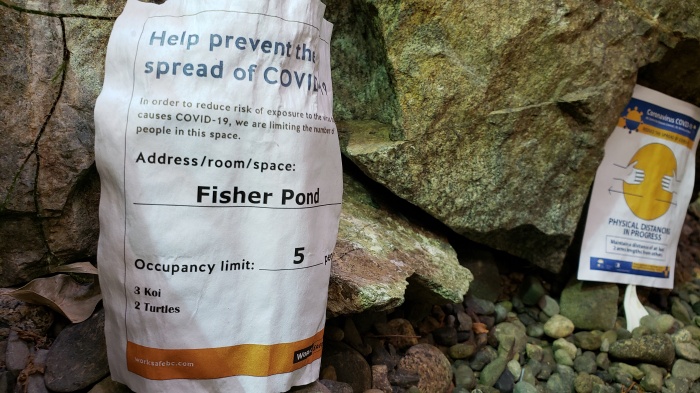 Help prevent the
spread of COVID-19
In order to reduce risk of exposure to the
causes COVID-19, we are limiting the number
people in this space.
Address/room/space:
Fisher Pond
Occupancy limit: 5
3 Koi
2 Turtles
worksafebc.com
Coronavirus COVID
PHYSICAL DISTANCING
IN PROGRESS